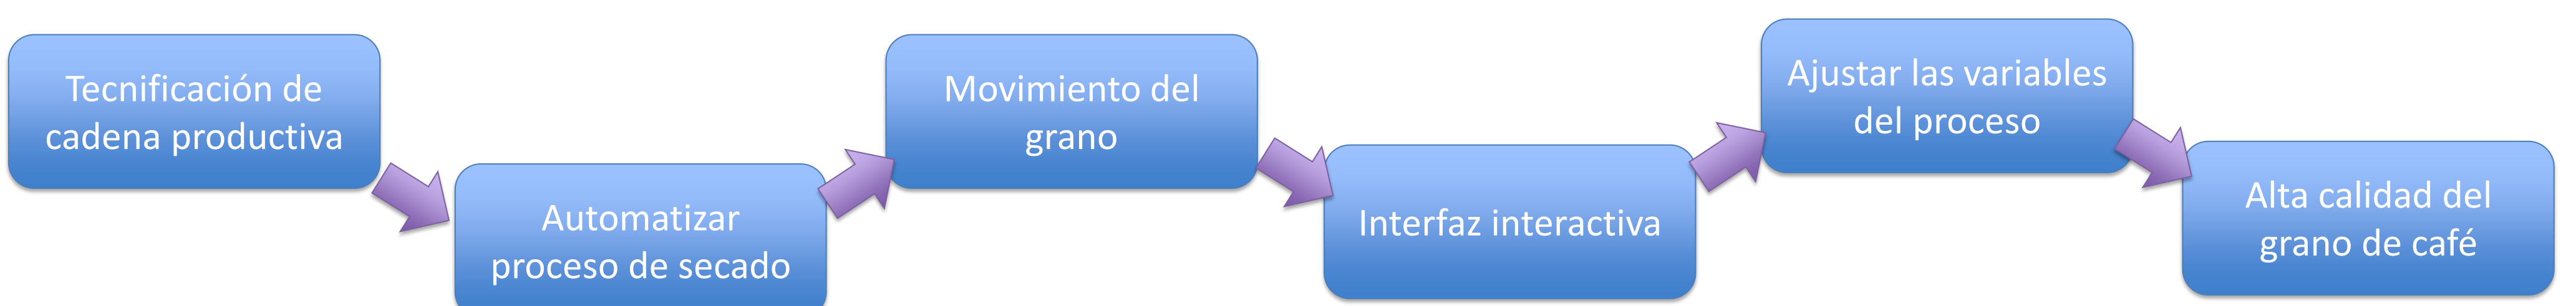 Tecnificación de
cadena productiva
Automatizar
proceso de secado
Movimiento del
grano
Interfaz interactiva
Ajustar las variables
del proceso
Alta calidad del
grano de café